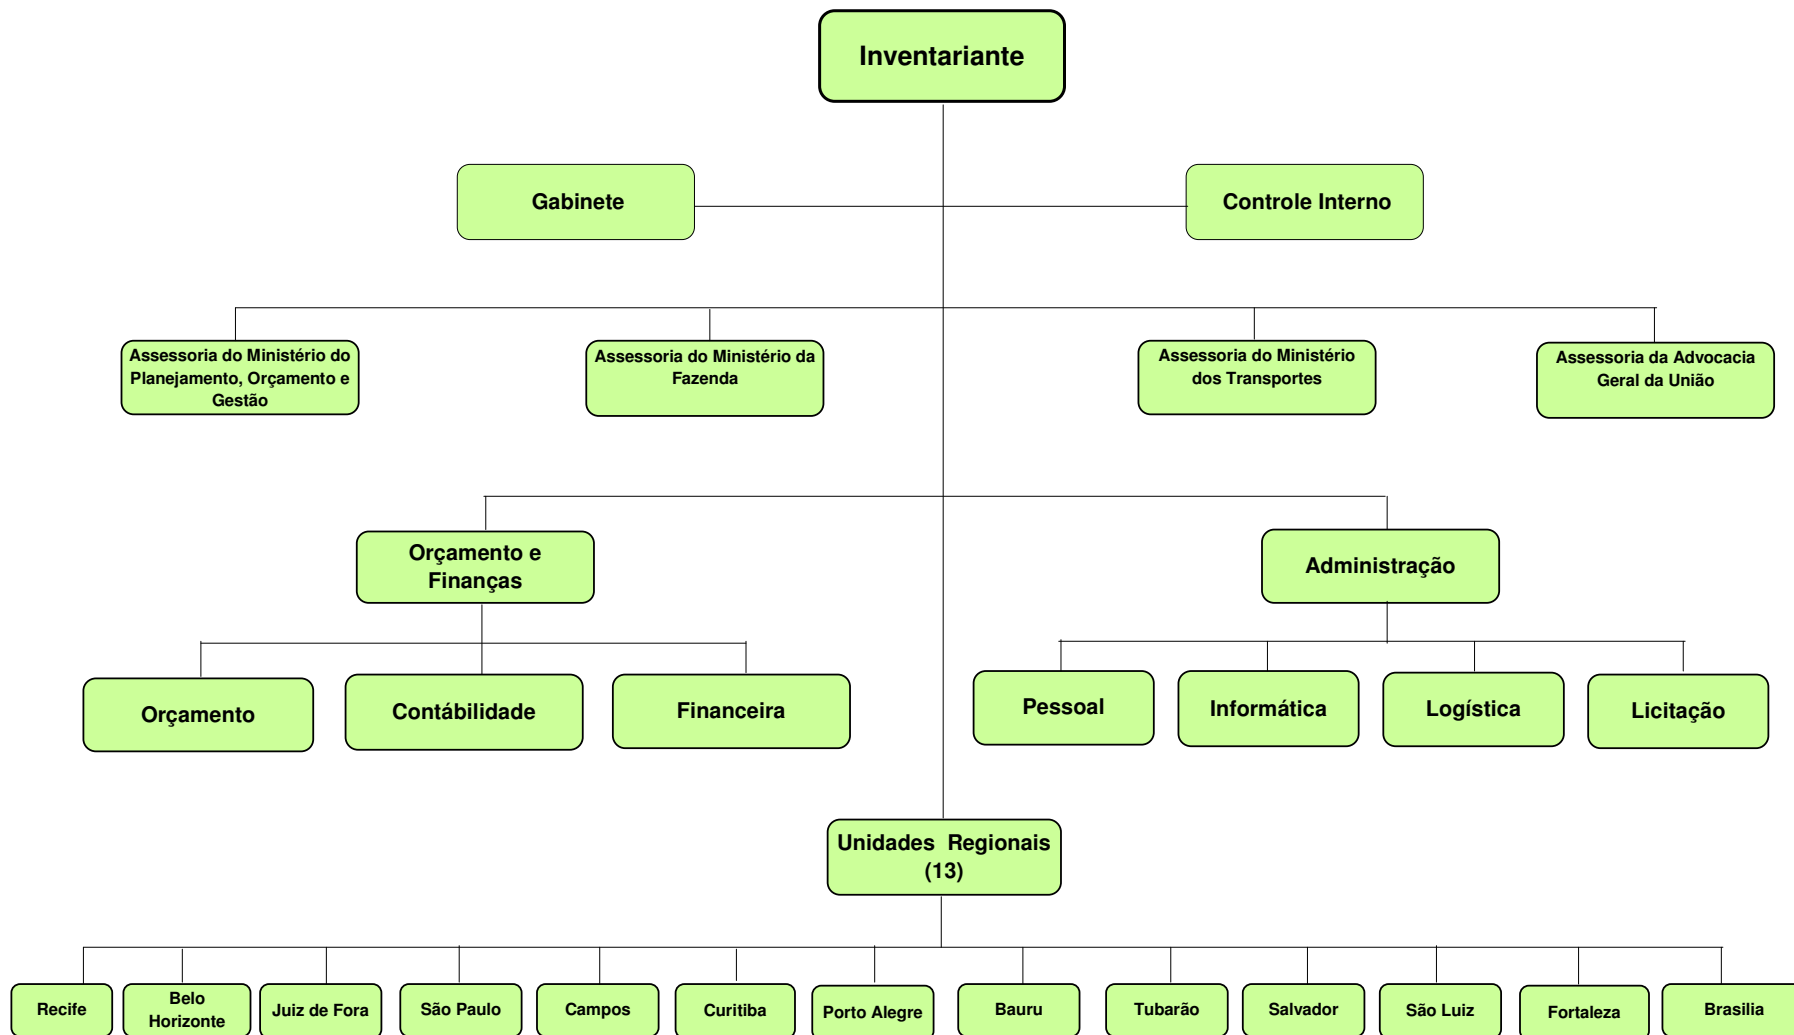 Inventariante
Gabinete
Controle Interno
Assessoria do Ministério do
Planejamento, Orçamento e
Gestão
Assessoria do Ministério da
Fazenda
Assessoria do Ministério
dos Transportes
Assessoria da Advocacia
Geral da União
Orçamento e
Finanças
Administração
Orçamento
Contábilidade
Financeira
Pessoal
Informática
Logística
Licitação
Unidades Regionais
(13)
Recife
Belo
Horizonte
Juiz de Fora
São Paulo
Campos
Curitiba
Porto Alegre
Bauru
Tubarão
Salvador
São Luiz
Fortaleza
Brasilia